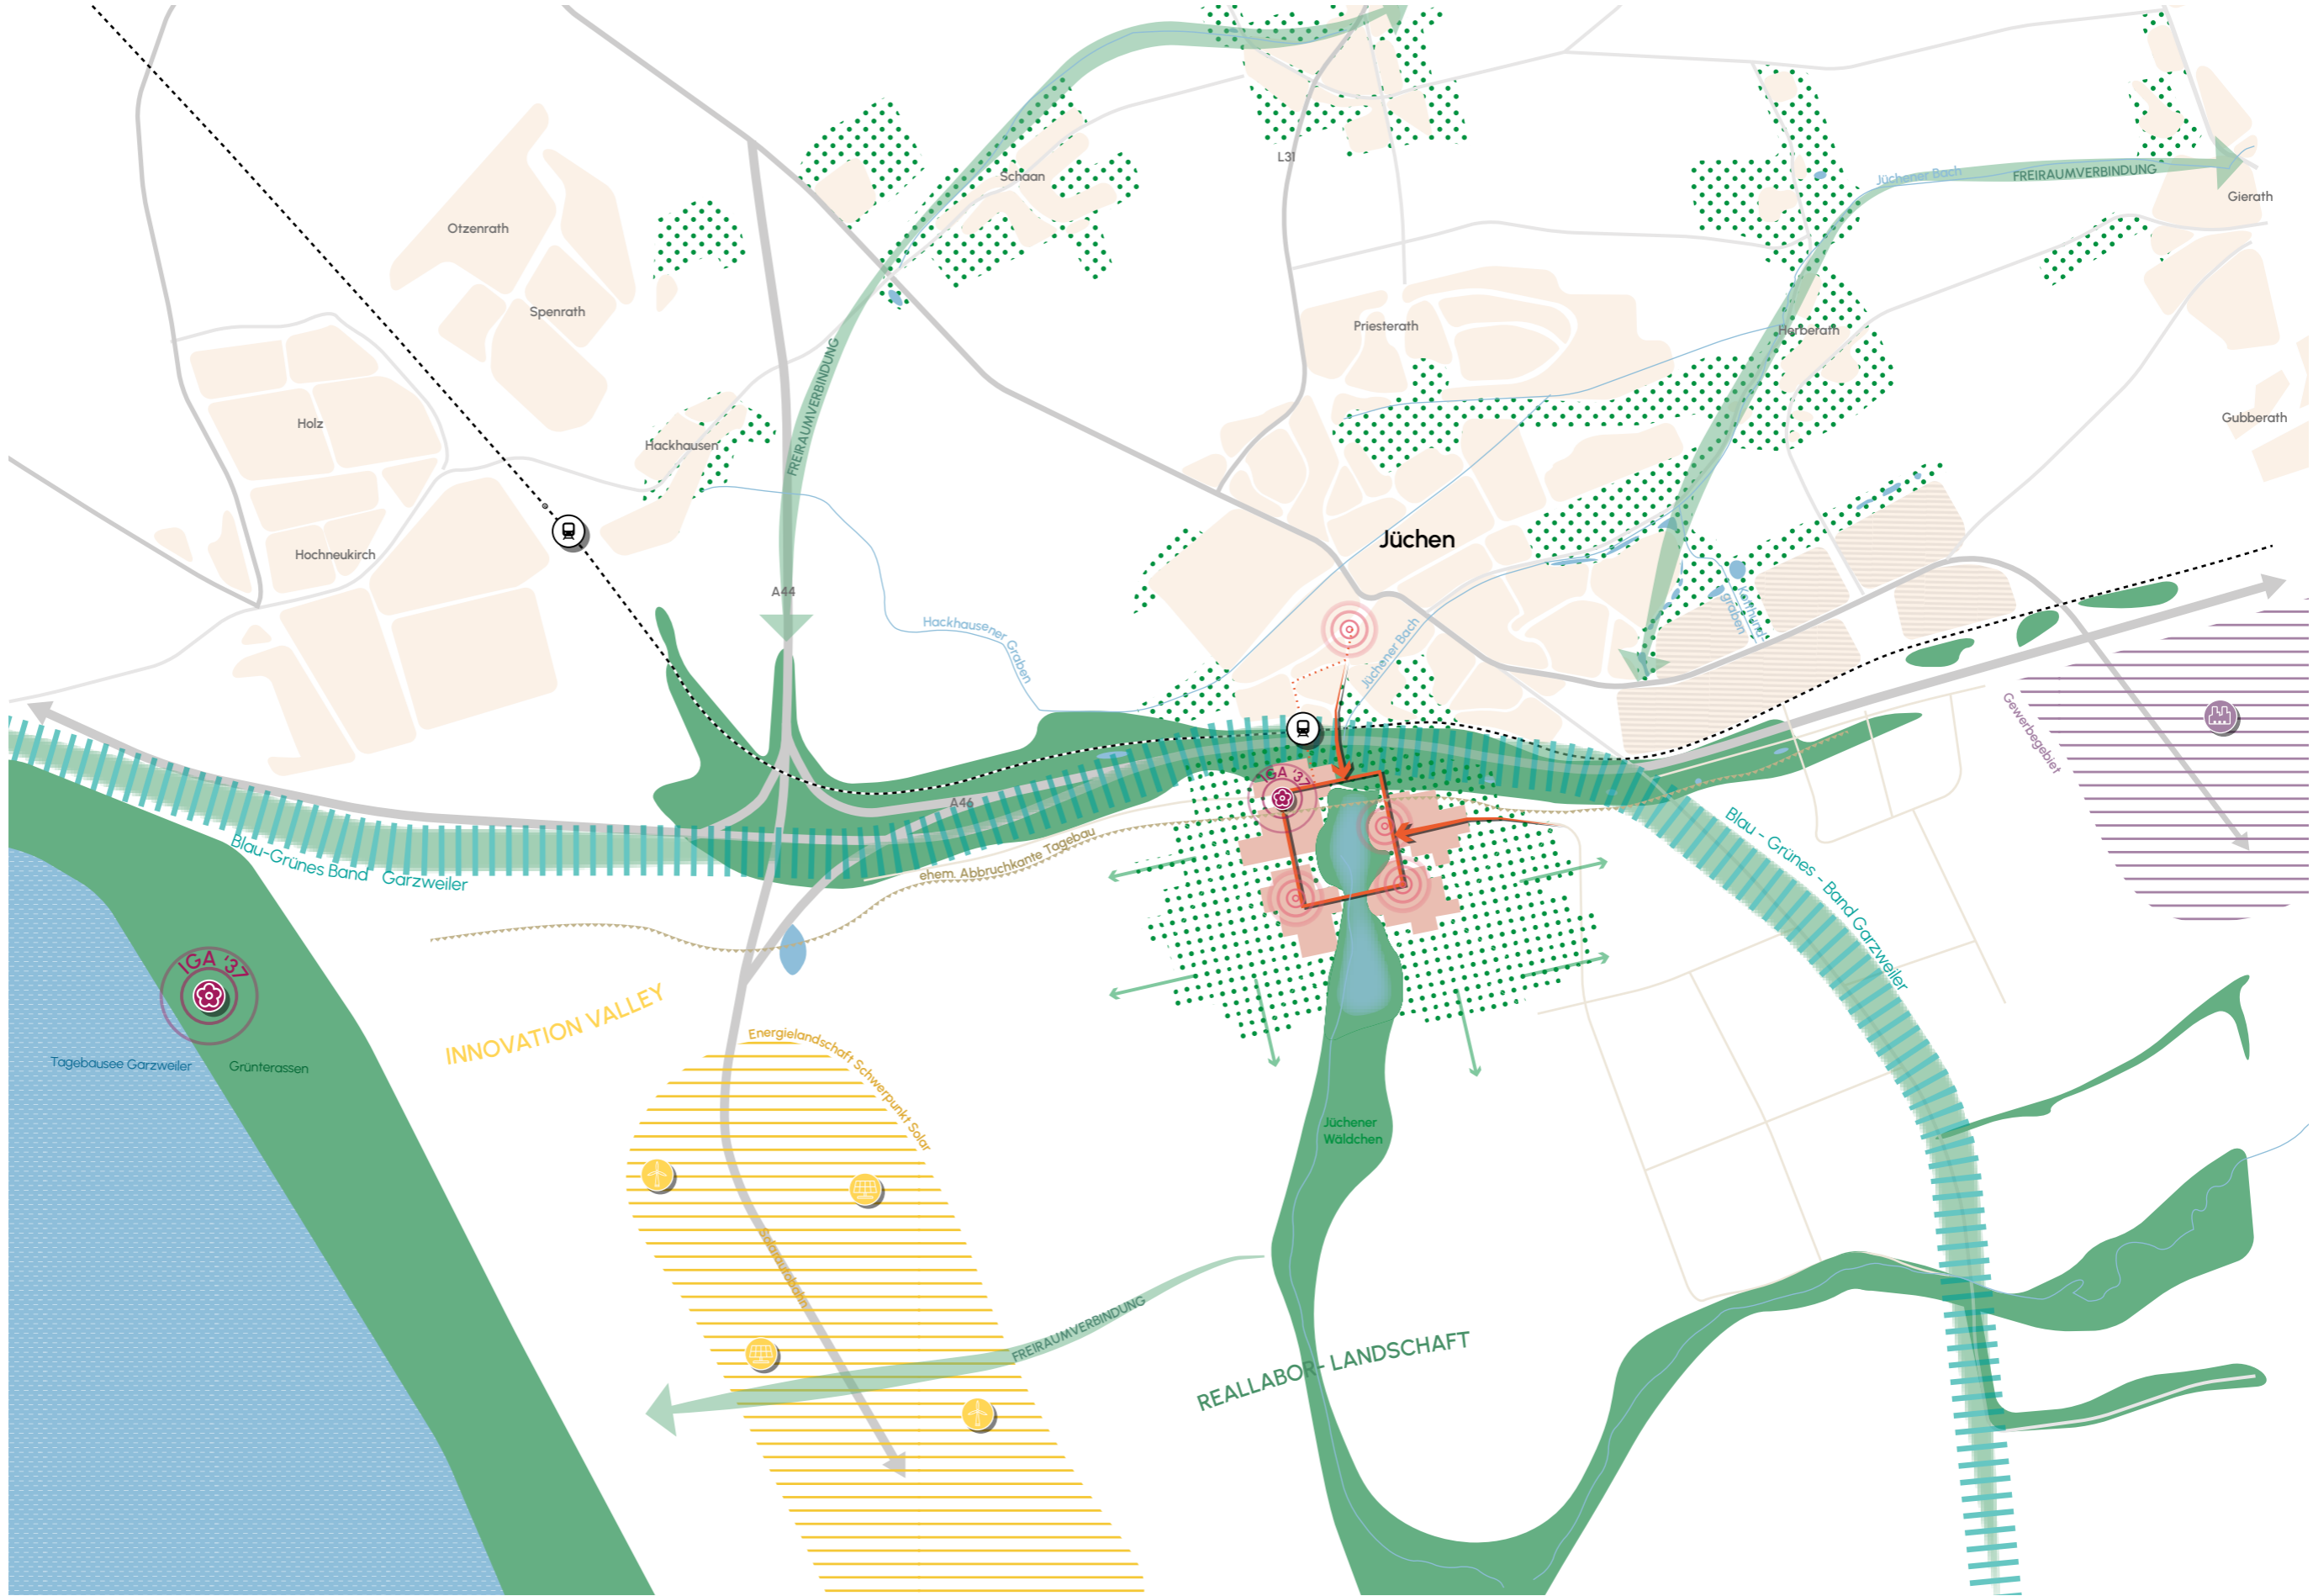 L31
Schaan
Jüchener Bach
FREIRAUMVERBINDUNG
Gierath
Otzenrath
Spenrath
Priesterath
Herberath
FREIRAUMVERBINDUNG
Holz
Hackhausen
Gubberath
Hochneukirch
Jüchen
A44
Hackhausener Graben
Jüchener Bach
graben
Gewerbegebiet
IGA '37
A46
Blau-Grünes Band Garzweiler
ehem. Abbruchkante Tagebau
Blau - Grünes - Band Garzweiler
IGA '37
INNOVATION VALLEY
Energielandschaft Schwerpunkt Solar
Tagebausee Garzweiler
Grünterassen
Jüchener
Wäldchen
Solarautobahn
FREIRAUMVERBINDUNG
REALLABOR- LANDSCHAFT